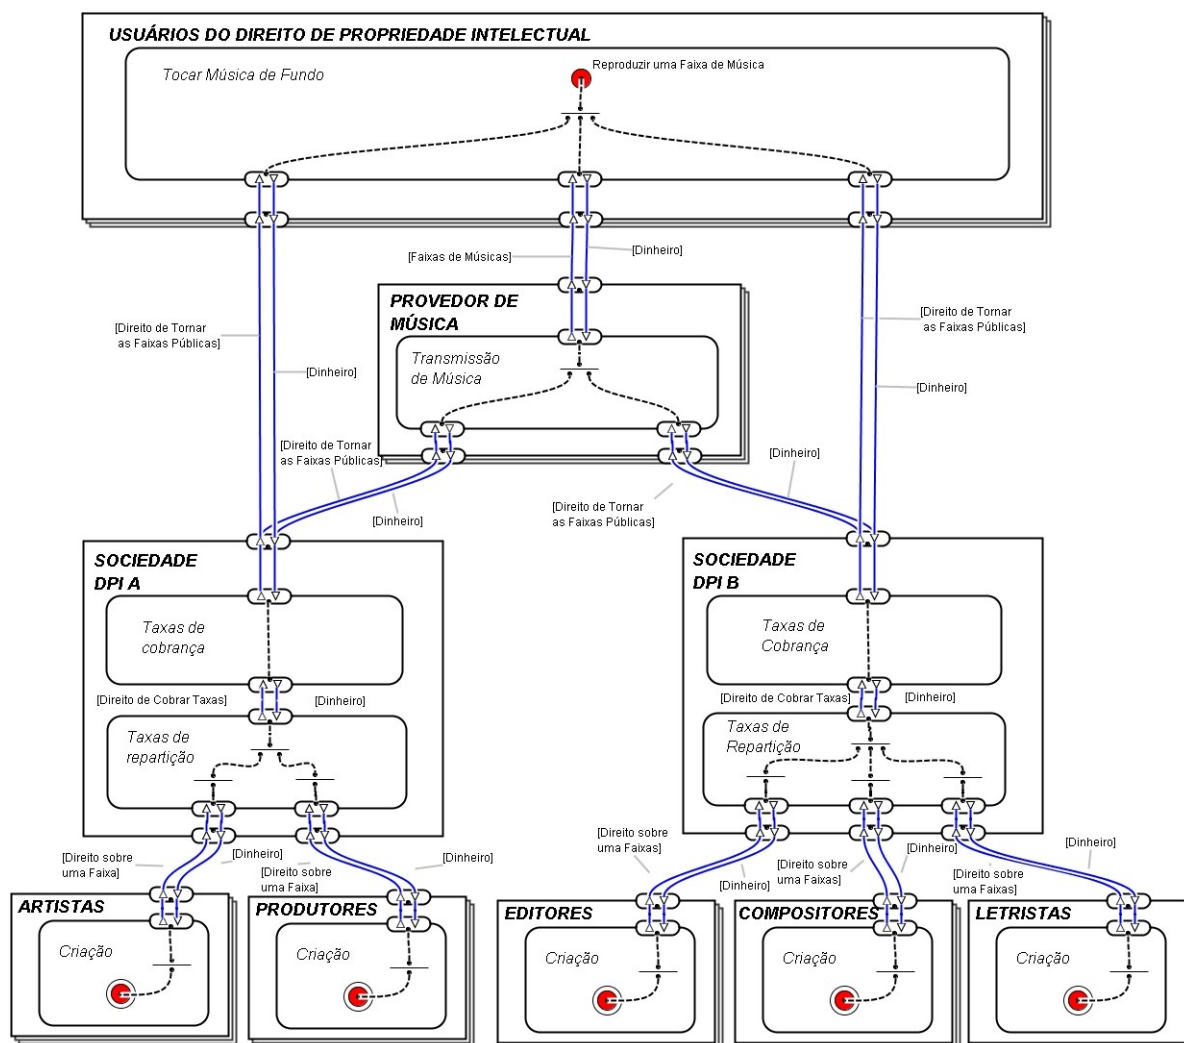 USUÁRIOS DO DIREITO DE PROPRIEDADE INTELECTUAL
Tocar Música de Fundo
Reproduzir uma Faixa de Música
[Faixas de Músicas]
[Dinheiro]
PROVEDOR DE
MÚSICA
Transmissão
de Música
[Direito de Tornar
as Faixas Públicas]
[Dinheiro]
[Direito de Tornar
as Faixas Públicas]
[Dinheiro]
[Direito de Tornar
as Faixas Públicas]
[Dinheiro]
[Direito de Tornar
as Faixas Públicas]
[Dinheiro]
SOCIEDADE
DPI A
Taxas de
cobrança
[Direito de Cobrar Taxas]
[Dinheiro]
Taxas de
repartição
SOCIEDADE
DPI B
Taxas de
Cobrança
[Direito de Cobrar Taxas]
[Dinheiro]
Taxas de
Repartição
[Direito sobre
uma Faixa]
[Dinheiro]
[Direito sobre
uma Faixa]
[Dinheiro]
[Direito sobre
uma Faixas]
[Dinheiro]
[Direito sobre
uma Faixas]
[Dinheiro]
[Direito sobre
uma Faixas]
[Dinheiro]
ARTISTAS
Criação
PRODUTORES
Criação
EDITORES
Criação
COMPOSITORES
Criação
LETRISTAS
Criação